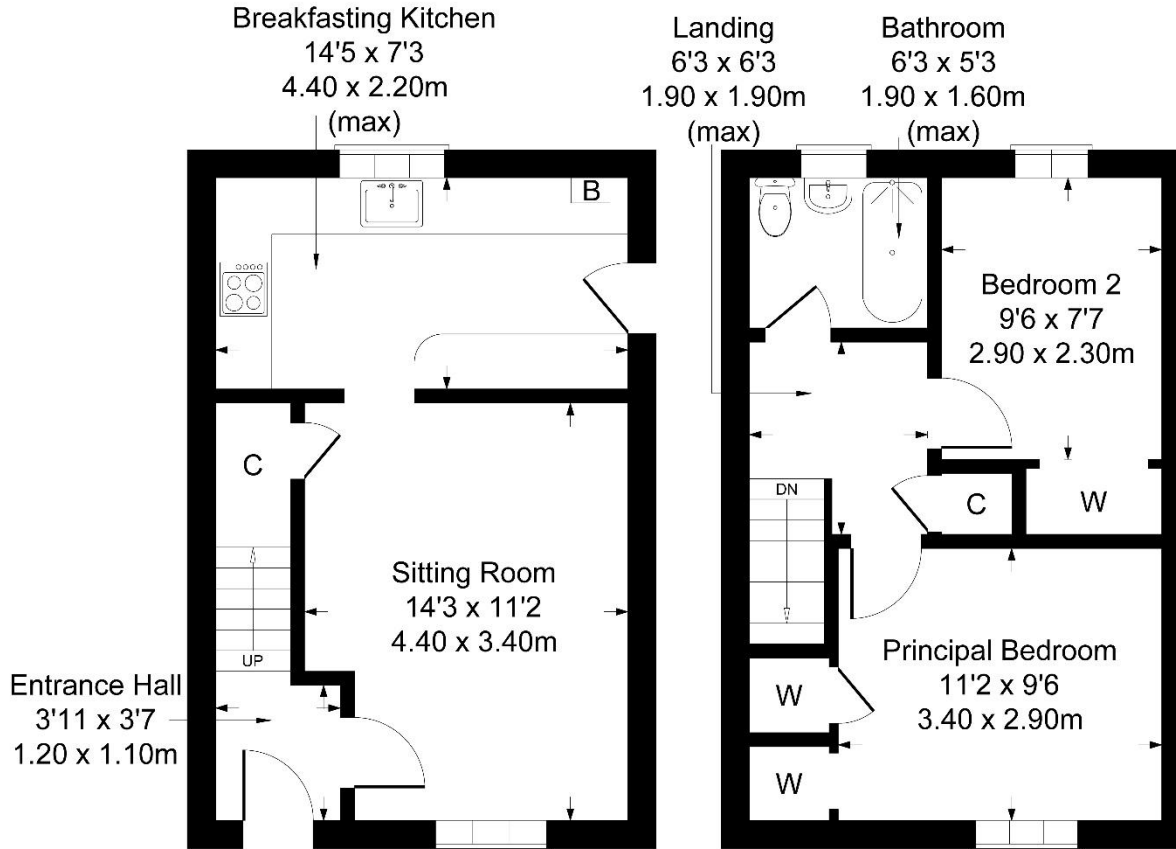 Breakfasting Kitchen
14'5 x 7'3
4.40 x 2.20m
(max)
Landing
6'3 x 6'3
1.90 x 1.90m
(max)
Bathroom
6'3 x 5'3
1.90 x 1.60m
(max)
B
C
Sitting Room
14'3 x 11'2
4.40 x 3.40m
UP
Entrance Hall
3'11 x 3'7
1.20 x 1.10m
Bedroom 2
9'6 x 7'7
2.90 x 2.30m
DN
C
W
Principal Bedroom
11'2 x 9'6
3.40 x 2.90m
W
W